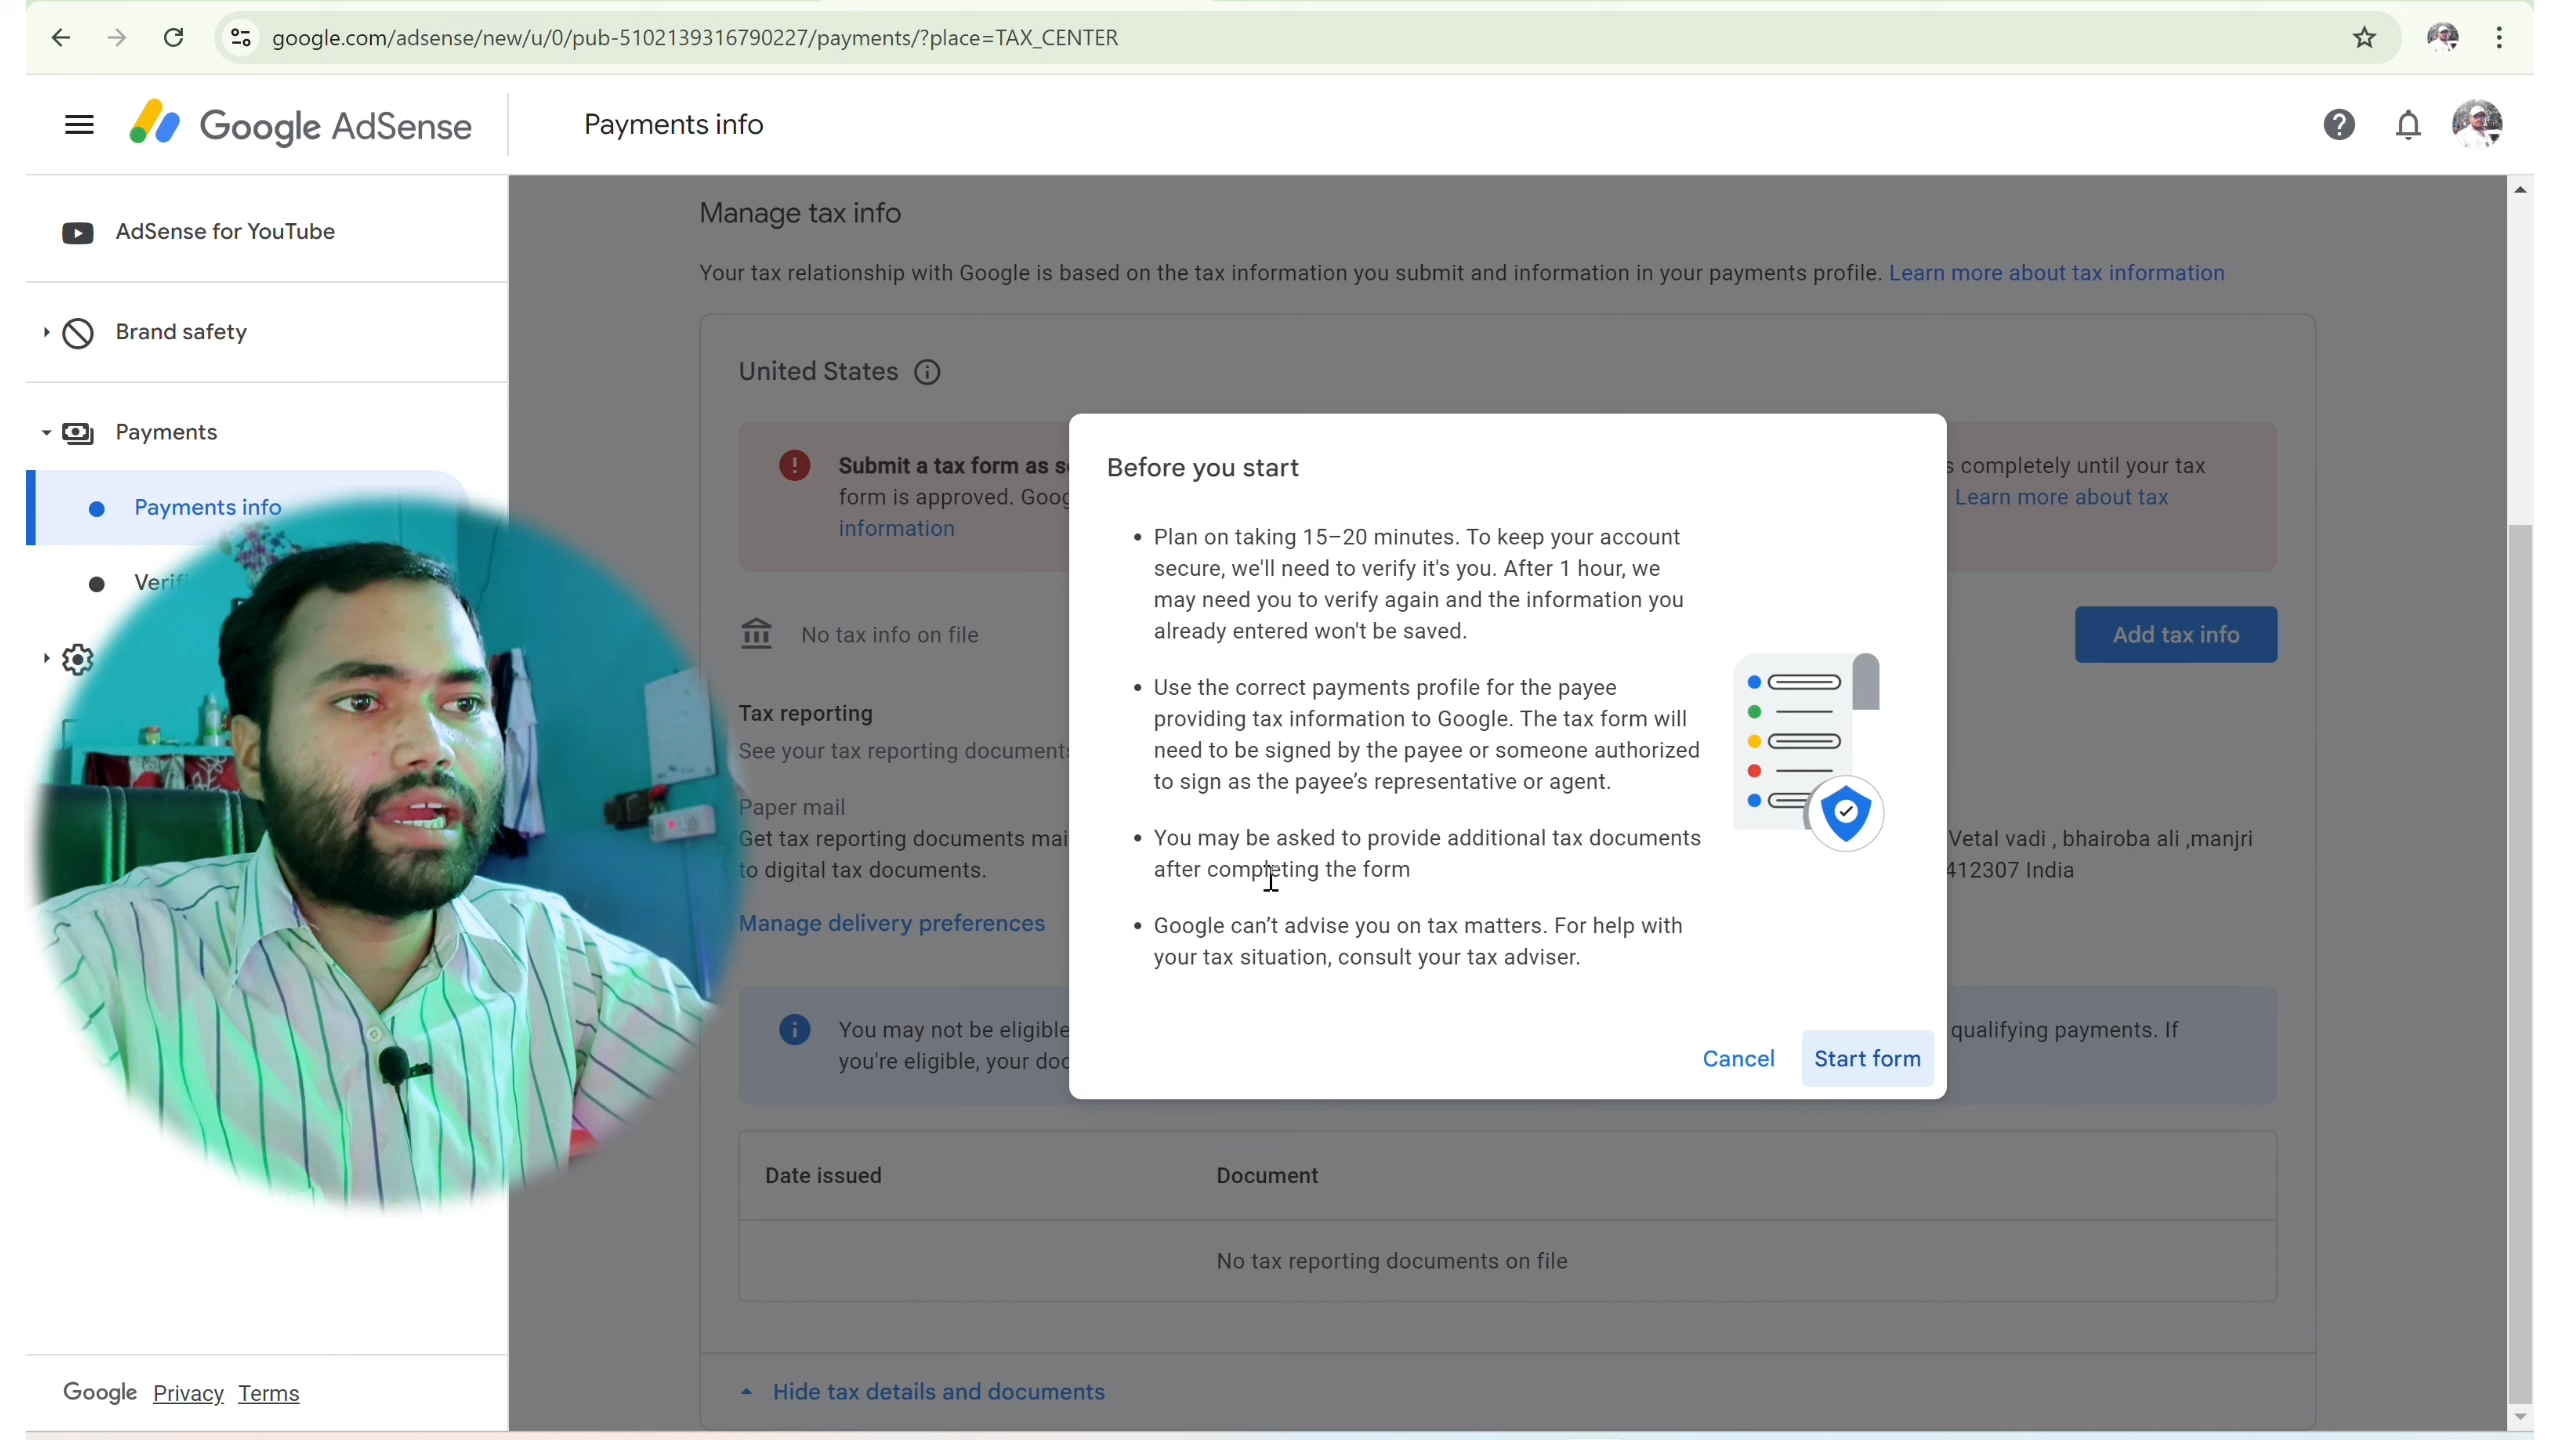 google.com/adsense/new/u/0/pub-5102139316790227/payments/?place=TAX_CENTER
Google AdSense
Payments info
AdSense for YouTube
Brand safety
Payments
Payments info
Manage tax info
Your tax relationship with Google is based on the tax information you submit and information in your payments profile. Learn more about tax information
United States
Submit a tax form as s
s completely until your tax
form is approved. Goog
Learn more about tax
information
No tax info on file
Add tax info
Tax reporting
See your tax reporting documents
Paper mail
Get tax reporting documents mai
Vetal vadi , bhairoba ali ,manjri
to digital tax documents.
412307 India
Manage delivery preferences
You may not be eligible
qualifying payments. If
you're eligible, your doc
Before you start
• Plan on taking 15–20 minutes. To keep your account
secure, we'll need to verify it's you. After 1 hour, we
may need you to verify again and the information you
already entered won't be saved.
• Use the correct payments profile for the payee
providing tax information to Google. The tax form will
need to be signed by the payee or someone authorized
to sign as the payee’s representative or agent.
• You may be asked to provide additional tax documents
after completing the form
• Google can’t advise you on tax matters. For help with
your tax situation, consult your tax adviser.
Cancel
Start form
Date issued
Document
No tax reporting documents on file
Hide tax details and documents
Google Privacy Terms